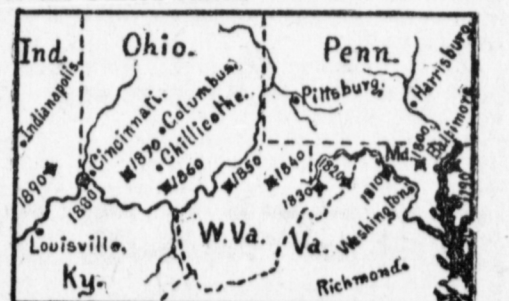 Ind.
Ohio.
Penn.
Harrisburg.
Indianapolis.
Pittsburg.
Columbus.
Cincinnati.
Chillicothe.
Baltimore
1800
1790
Md.
1890
1880
1870
1860
1850
1840
1830
1820
1810
Washington.
W.Va.
Va.
Louisville.
Ky.
Richmond.